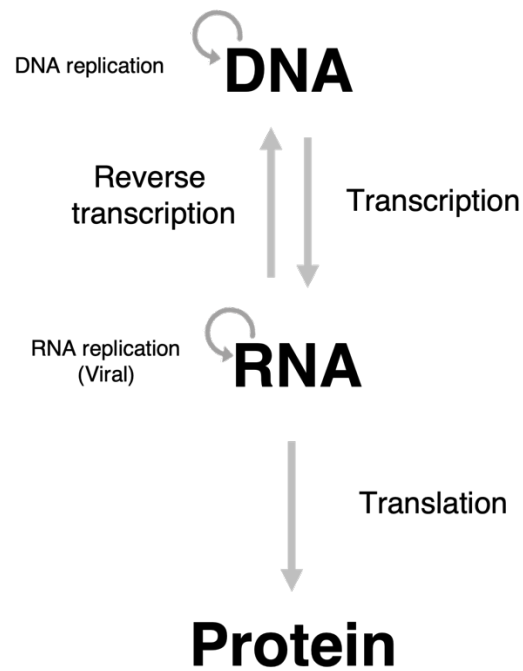 DNA replication
DNA
Reverse
transcription
Transcription
RNA replication
(Viral)
RNA
Translation
Protein